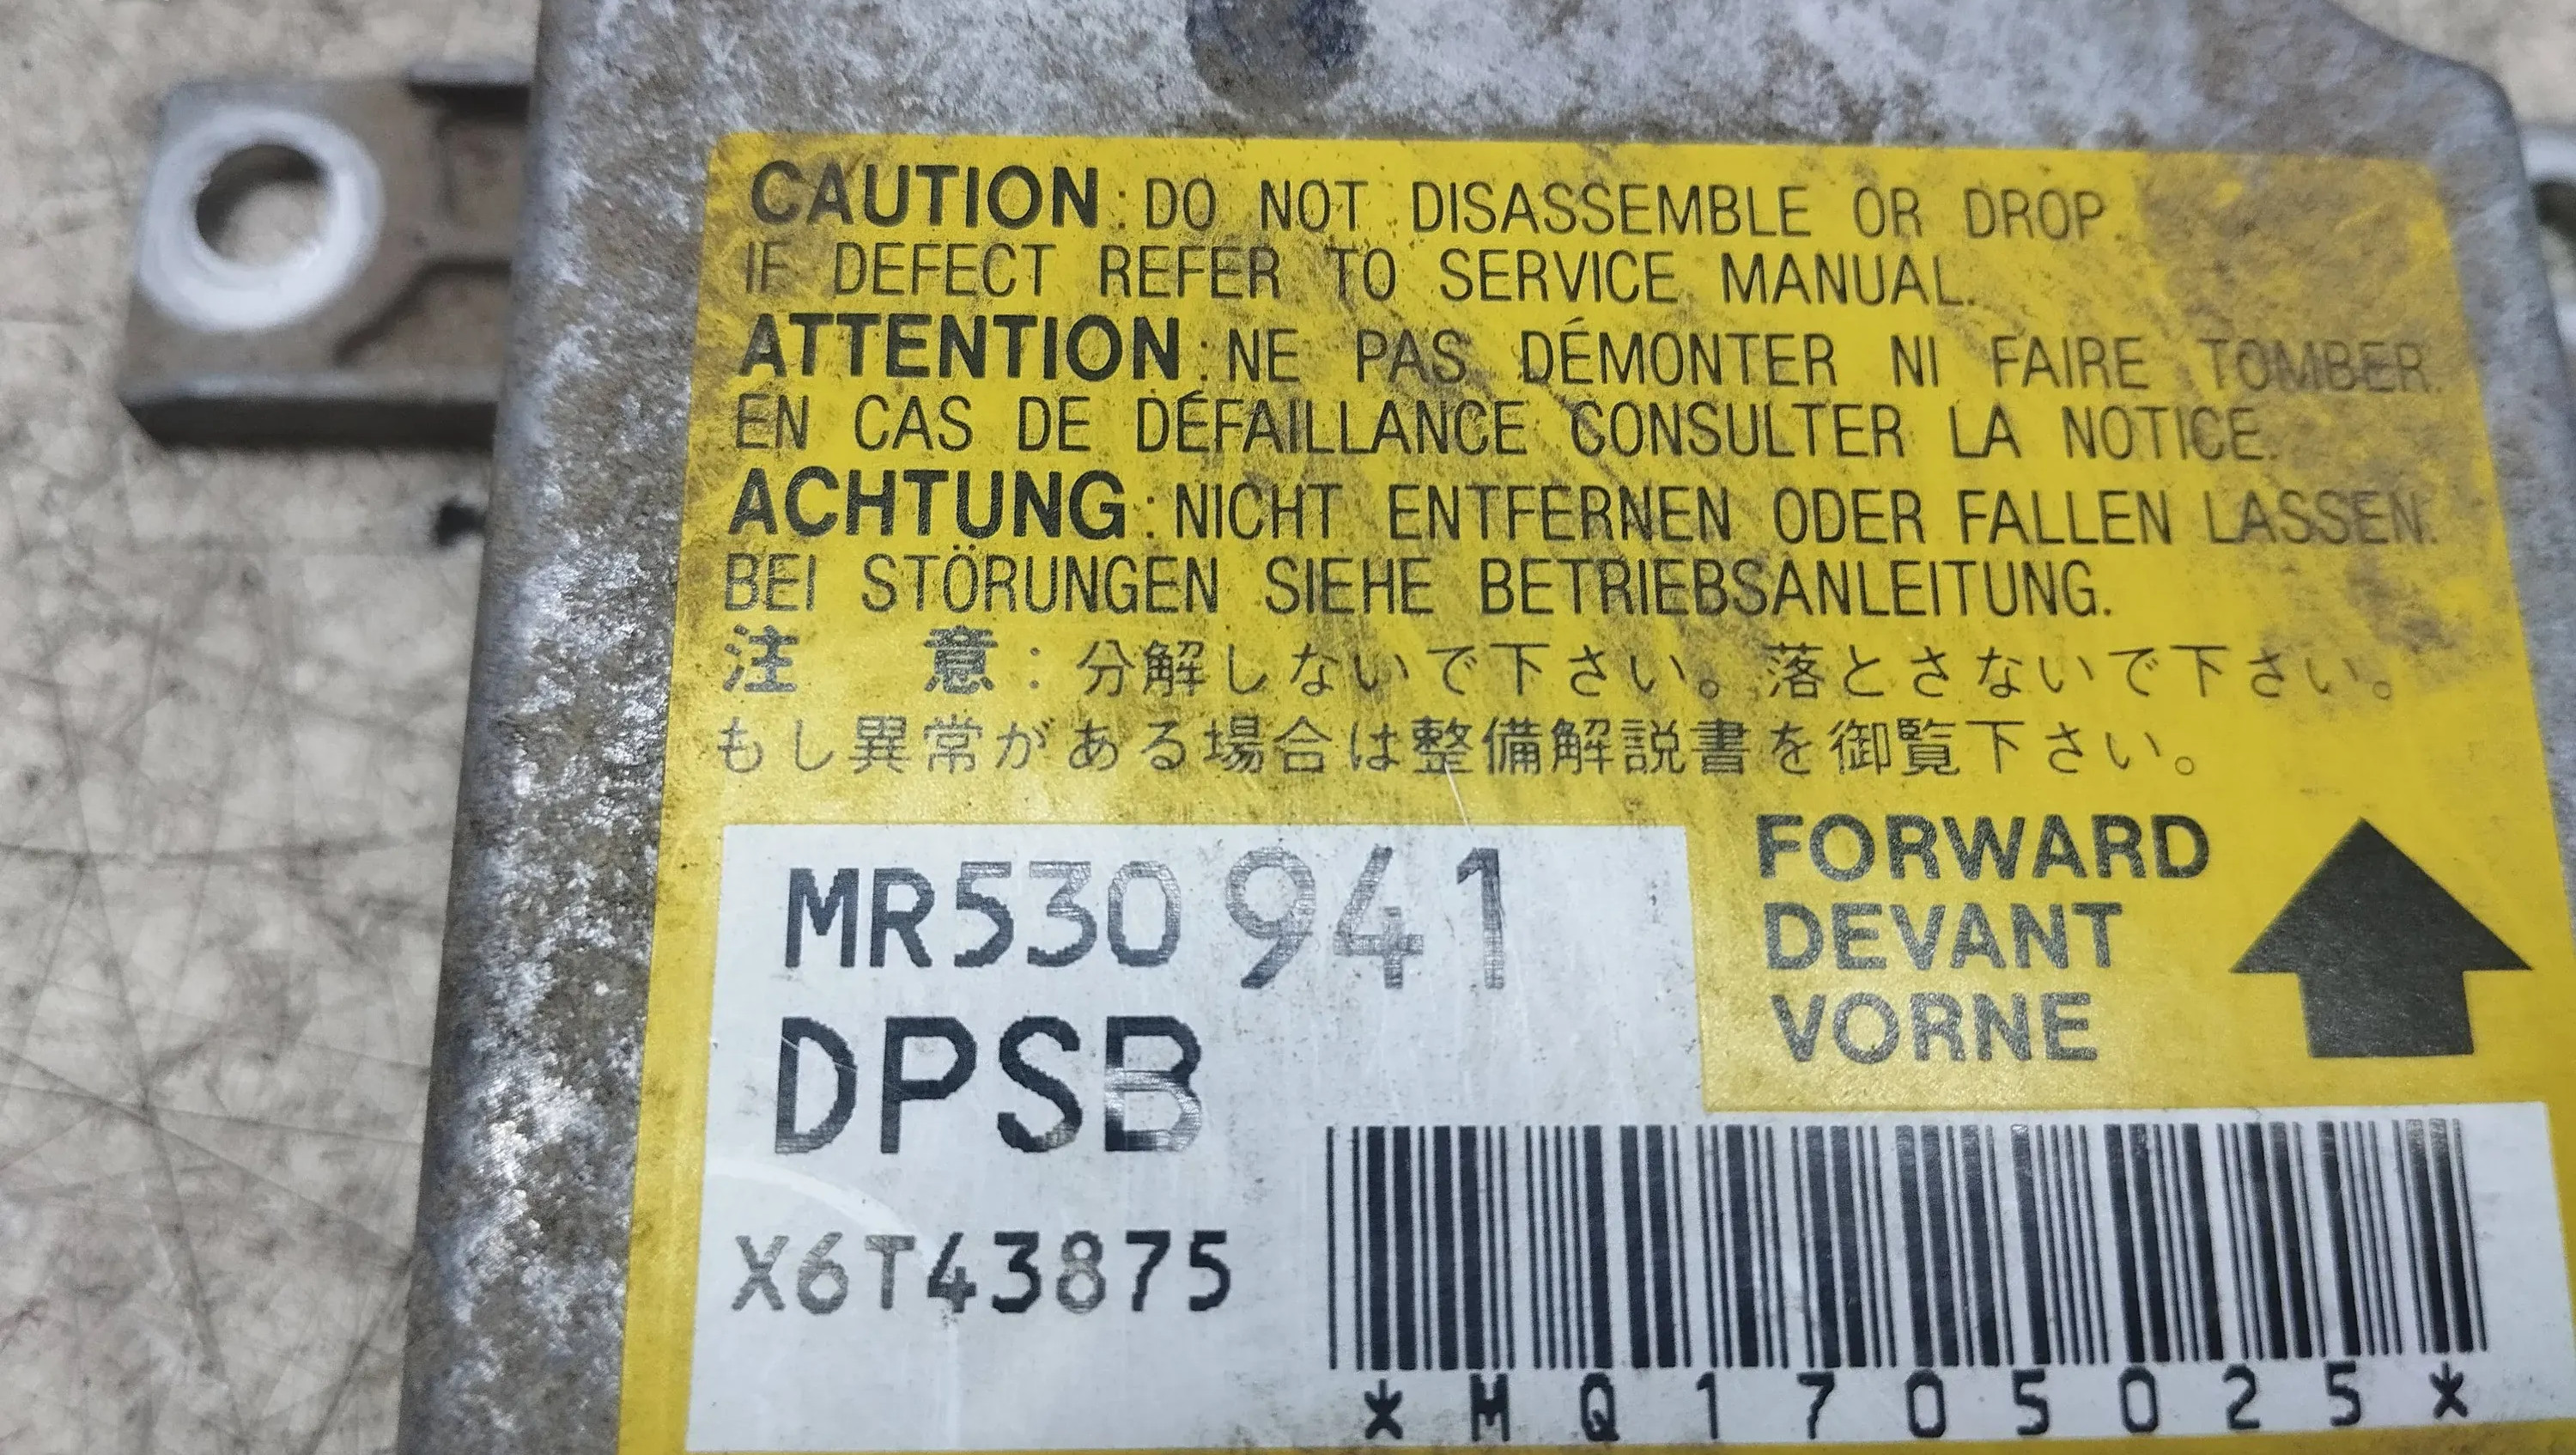 CAUTION: DO NOT DISASSEMBLE OR DROP.
IF DEFECT REFER TO SERVICE MANUAL.
ATTENTION: NE PAS DÉMONTER NI FAIRE TOMBER.
EN CAS DE DÉFAILLANCE CONSULTER LA NOTICE.
ACHTUNG: NICHT ENTFERNEN ODER FALLEN LASSEN.
BEI STÖRUNGEN SIEHE BETRIEBSANLEITUNG.
注 意: 分解しないで下さい。落とさないで下さい。
もし異常がある場合は整備解説書を御覧下さい。
MR530941
DPSB
X6T43875
FORWARD
DEVANT
VORNE
*MQ1705025*